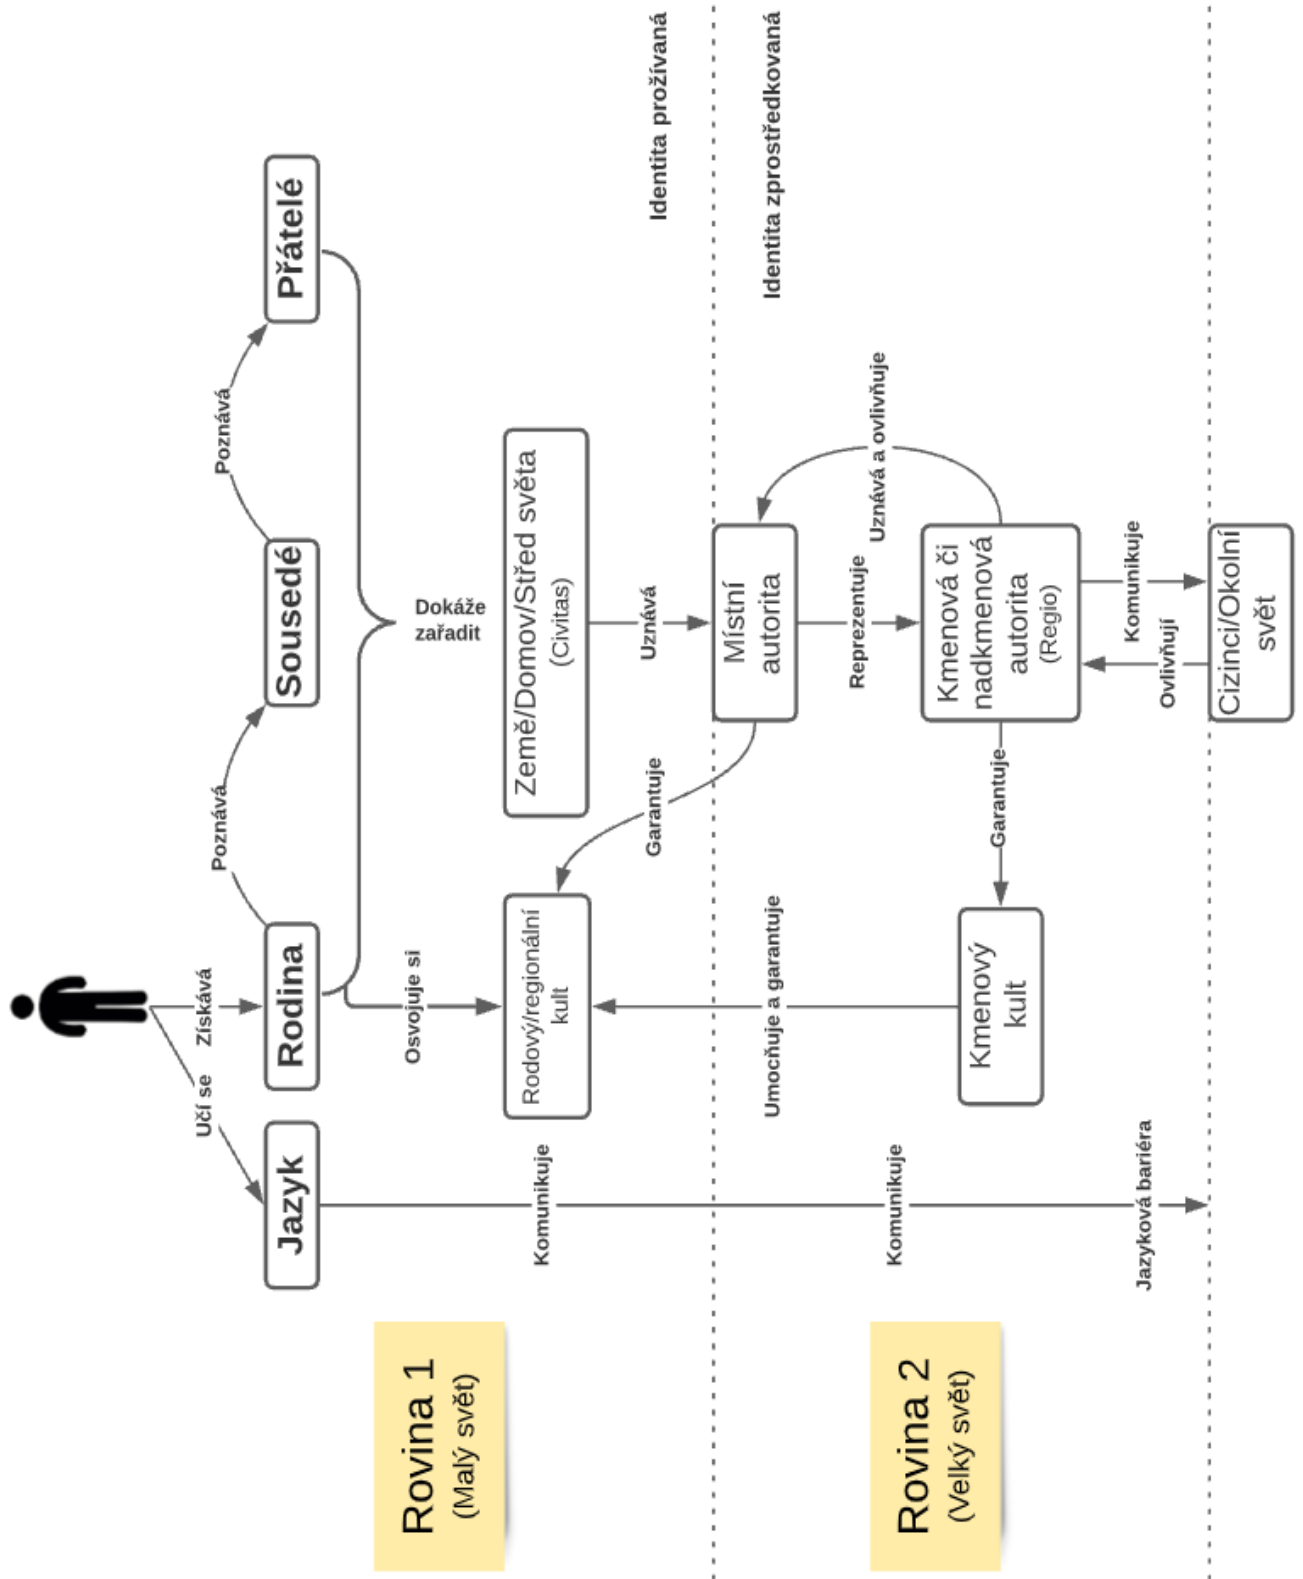 Získává
Učí se
Poznává
Poznává
Jazyk
Rodina
Sousedé
Přátelé
Rovina 1
(Malý svět)
Osvojuje si
Dokáže
zařadit
Komunikuje
Rodový/regionální
kult
Země/Domov/Střed světa
(Civitas)
Garantuje
Uznává
Identita prožívaná
Identita zprostředkovaná
Umocňuje a garantuje
Místní
autorita
Rovina 2
(Velký svět)
Komunikuje
Reprezentuje
Uznává a ovlivňuje
Kmenový
kult
Garantuje
Kmenová či
nadkmenová
autorita
(Regio)
Jazyková bariéra
Ovlivňují
Komunikuje
Cizinci/Okolní
svět